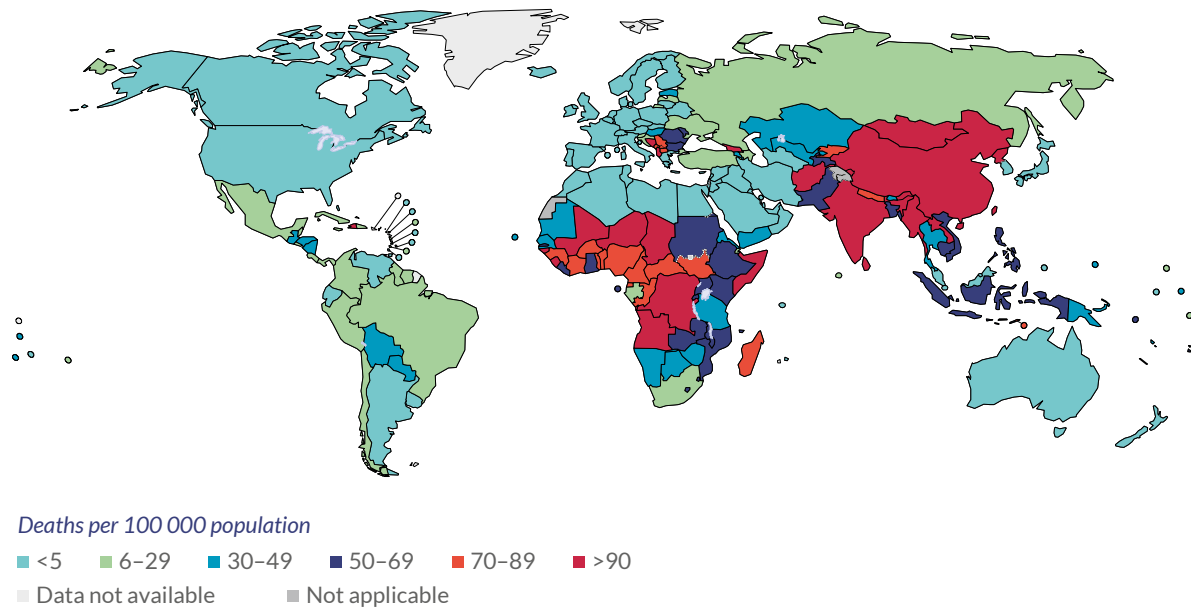 Deaths per 100 000 population
<5 6–29 30–49 50–69 70–89 >90
Data not available Not applicable